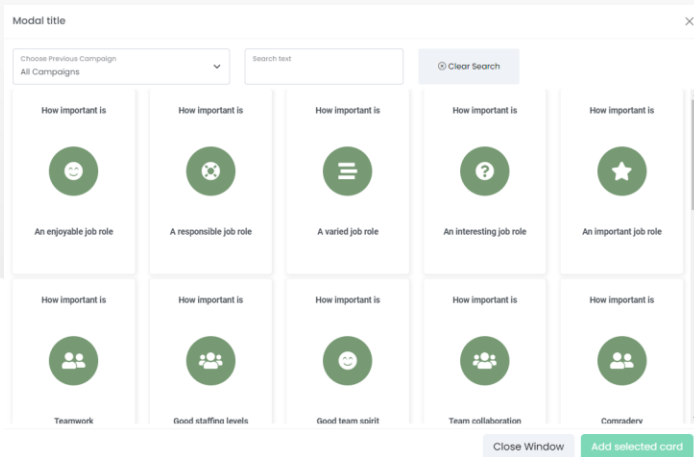 Modal title
Choose Previous Campaign
All Campaigns
Search text
Clear Search
How important is
How important is
How important is
How important is
How important is
An enjoyable job role
A responsible job role
A varied job role
An interesting job role
An important job role
How important is
How important is
How important is
How important is
How important is
Teamwork
Good staffing levels
Good team spirit
Team collaboration
Comradery
Close Window
Add selected card